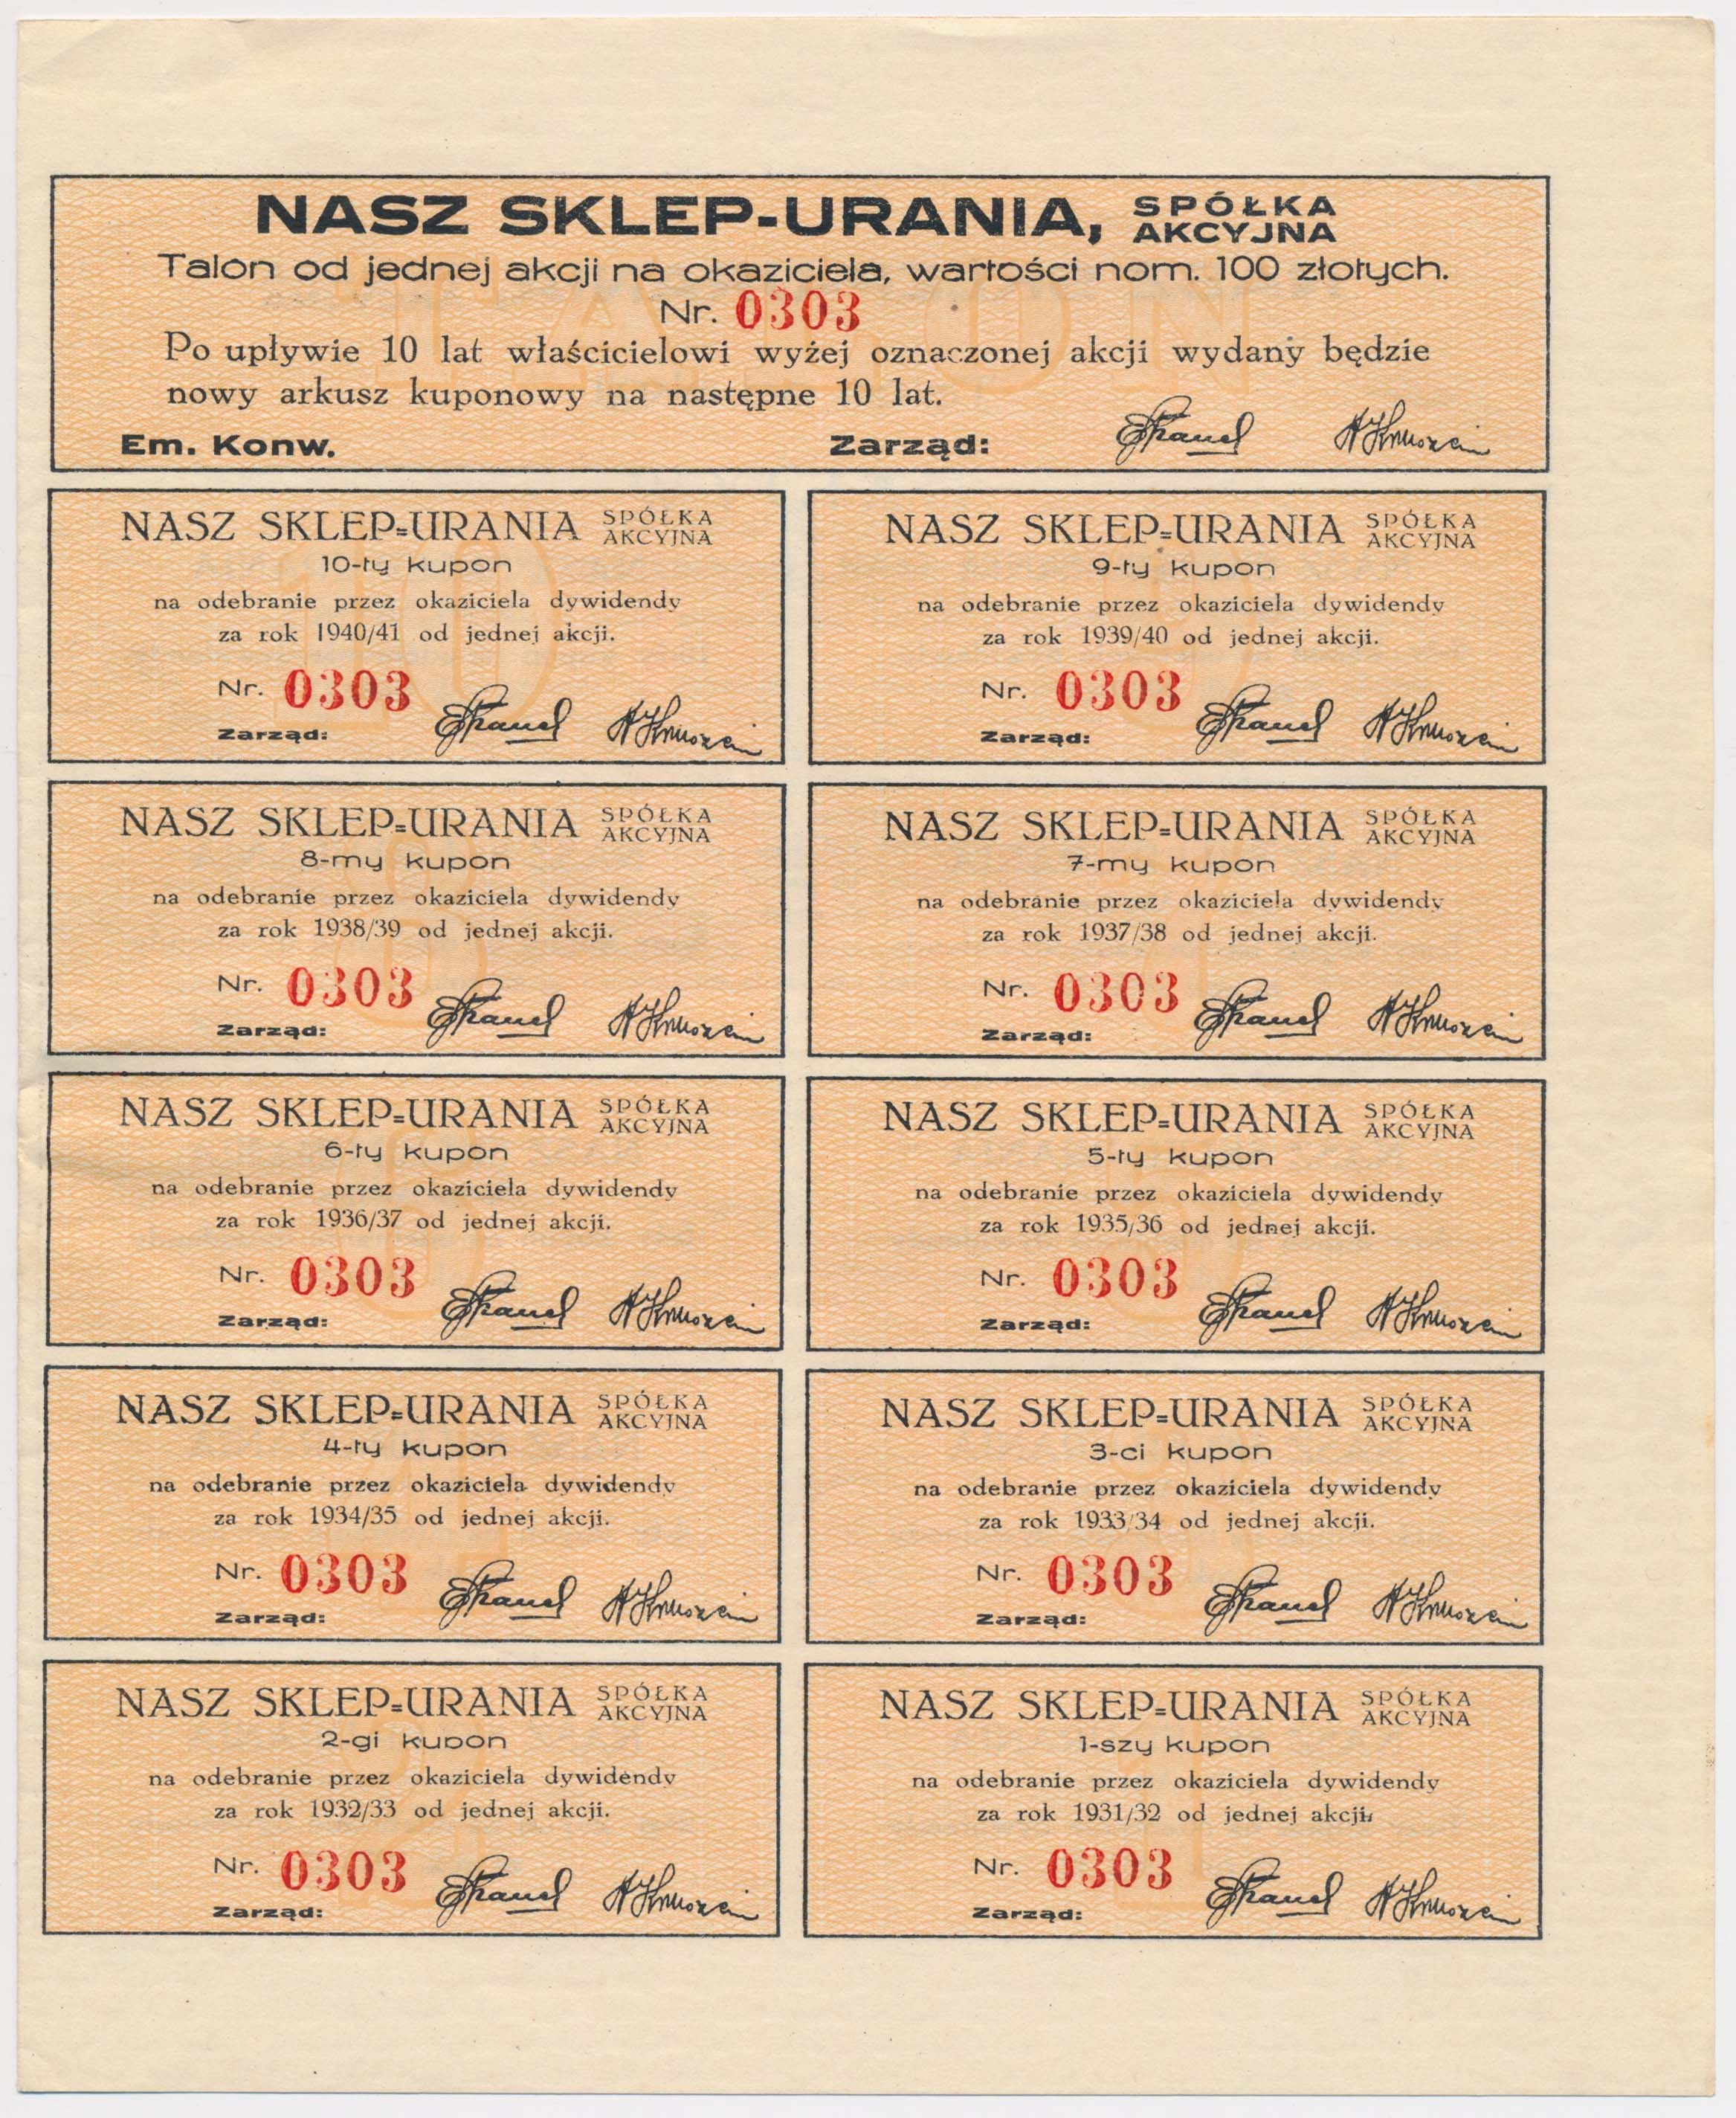 NASZ SKLEP-URANIA, SPÓŁKA AKCYJNA
Talon od jednej akcji na okaziciela, wartości nom. 100 złotych.
Nr. 0303
Po upływie 10 lat właścicielowi wyżej oznaczonej akcji wydany będzie
nowy arkusz kuponowy na następne 10 lat.
Em. Konw. Zarząd:
NASZ SKLEP=URANIA SPÓŁKA AKCYJNA
10-ty kupon
na odebranie przez okaziciela dywidendy
za rok 1940/41 od jednej akcji.
Nr. 0303
Zarząd:
NASZ SKLEP=URANIA SPÓŁKA AKCYJNA
9-ty kupon
na odebranie przez okaziciela dywidendy
za rok 1939/40 od jednej akcji.
Nr. 0303
Zarząd:
NASZ SKLEP=URANIA SPÓŁKA AKCYJNA
8-my kupon
na odebranie przez okaziciela dywidendy
za rok 1938/39 od jednej akcji.
Nr. 0303
Zarząd:
NASZ SKLEP=URANIA SPÓŁKA AKCYJNA
7-my kupon
na odebranie przez okaziciela dywidendy
za rok 1937/38 od jednej akcji.
Nr. 0303
Zarząd:
NASZ SKLEP=URANIA SPÓŁKA AKCYJNA
6-ty kupon
na odebranie przez okaziciela dywidendy
za rok 1936/37 od jednej akcji.
Nr. 0303
Zarząd:
NASZ SKLEP=URANIA SPÓŁKA AKCYJNA
5-ty kupon
na odebranie przez okaziciela dywidendy
za rok 1935/36 od jednej akcji.
Nr. 0303
Zarząd:
NASZ SKLEP=URANIA SPÓŁKA AKCYJNA
4-ty kupon
na odebranie przez okaziciela dywidendy
za rok 1934/35 od jednej akcji.
Nr. 0303
Zarząd:
NASZ SKLEP=URANIA SPÓŁKA AKCYJNA
3-ci kupon
na odebranie przez okaziciela dywidendy
za rok 1933/34 od jednej akcji.
Nr. 0303
Zarząd:
NASZ SKLEP=URANIA SPÓŁKA AKCYJNA
2-gi kupon
na odebranie przez okaziciela dywidendy
za rok 1932/33 od jednej akcji.
Nr. 0303
Zarząd:
NASZ SKLEP=URANIA SPÓŁKA AKCYJNA
1-szy kupon
na odebranie przez okaziciela dywidendy
za rok 1931/32 od jednej akcji.
Nr. 0303
Zarząd: